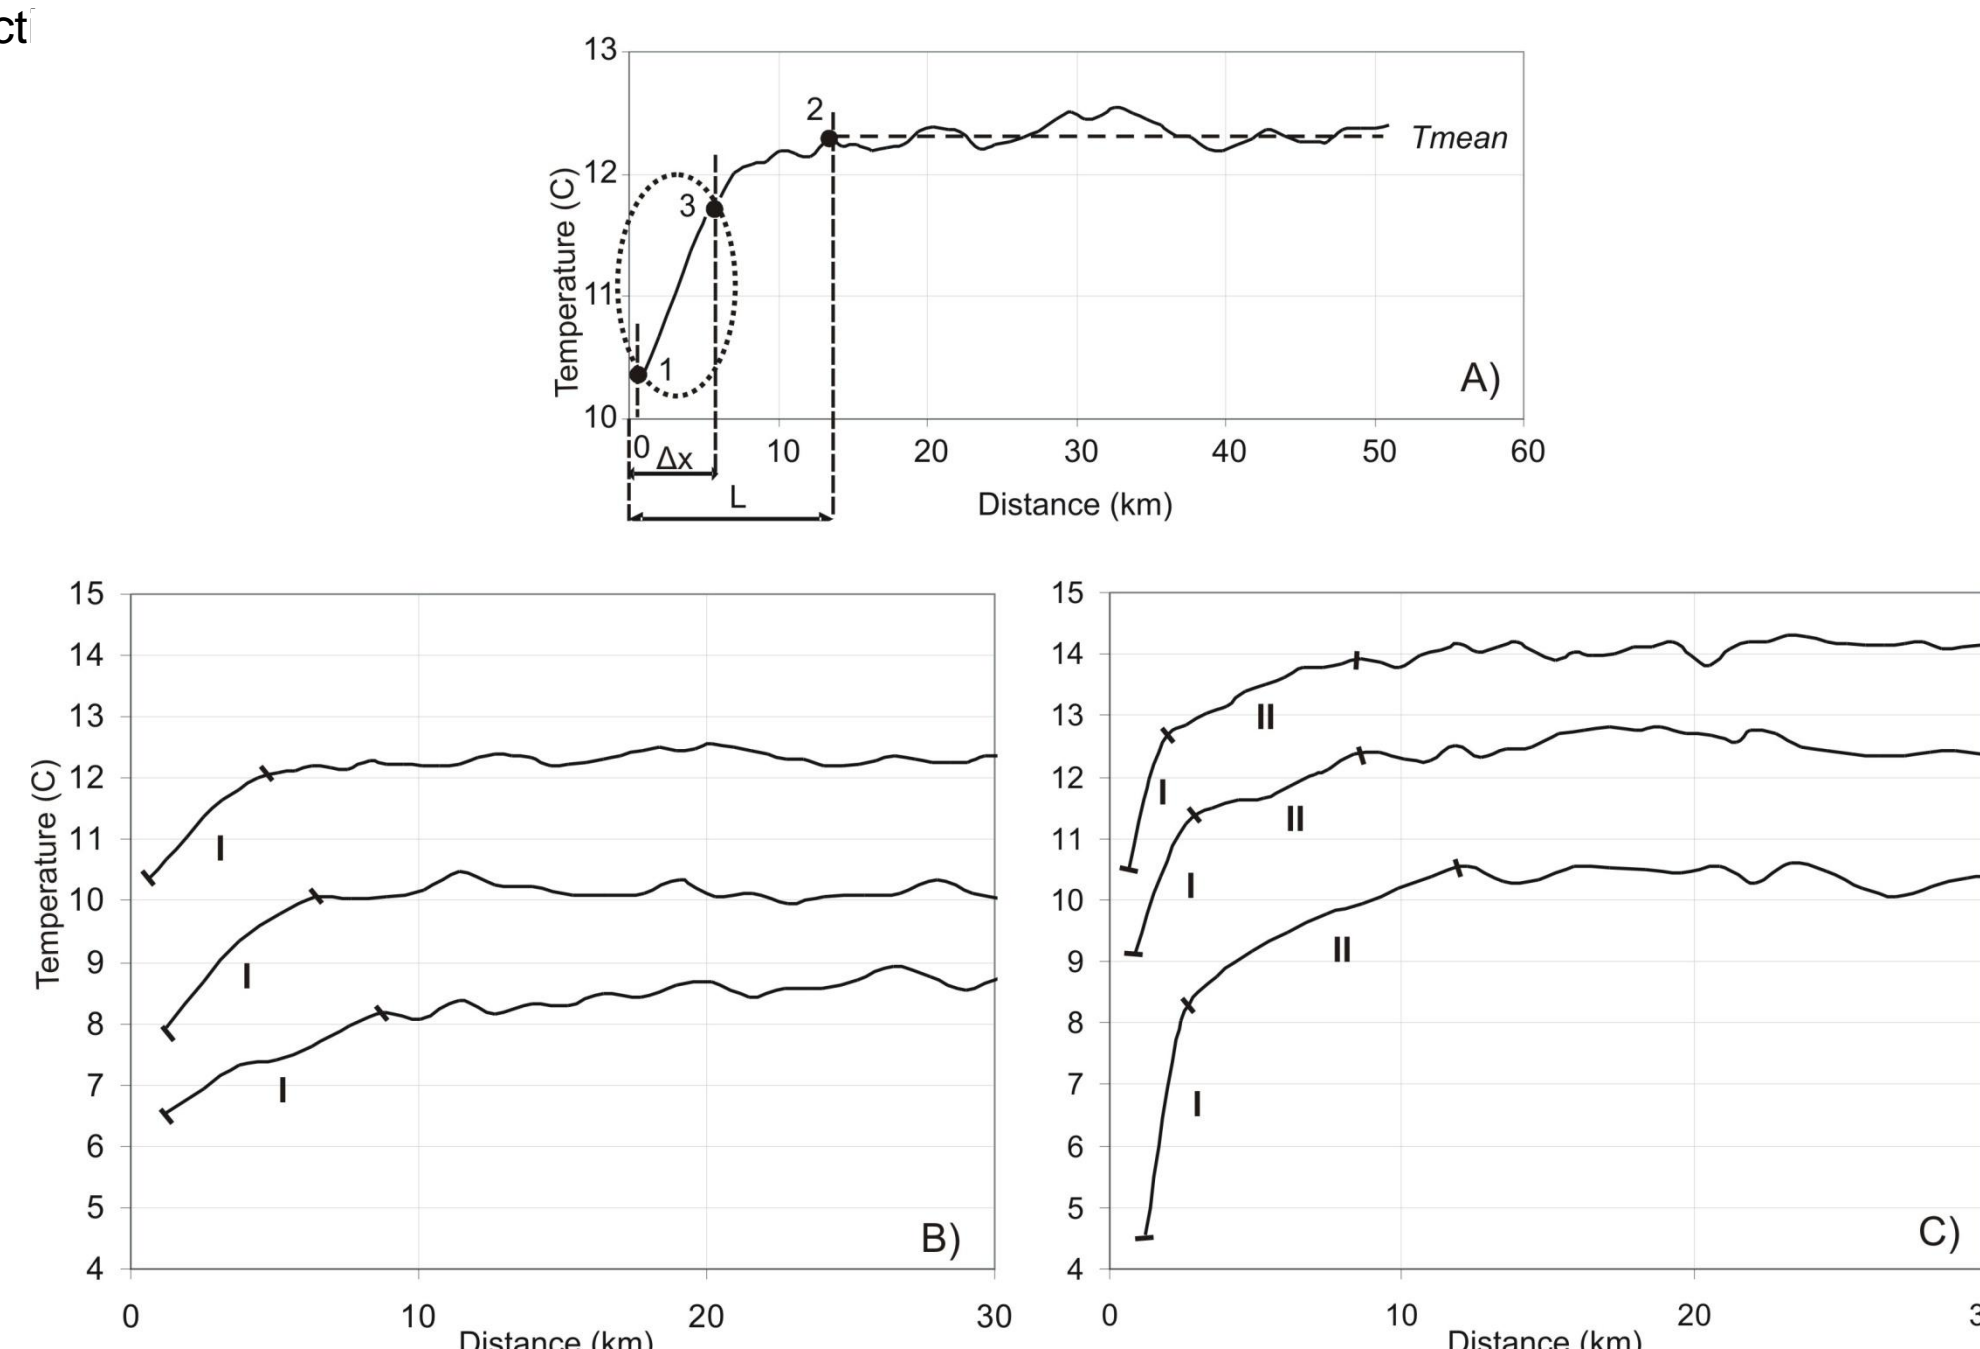 cti
13
2
Tmean
12
3
11
1
A)
10
Temperature (C)
0 10 20 30 40 50 60
Δx
L
Distance (km)
15
14
13
12
11
10
9
8
7
6
5
4
Temperature (C)
I
I
I
B)
0 10 20 30
Distance (km)
15
14
13
12
11
10
9
8
7
6
5
4
II
I
II
I
II
I
C)
0 10 20
Distance (km)